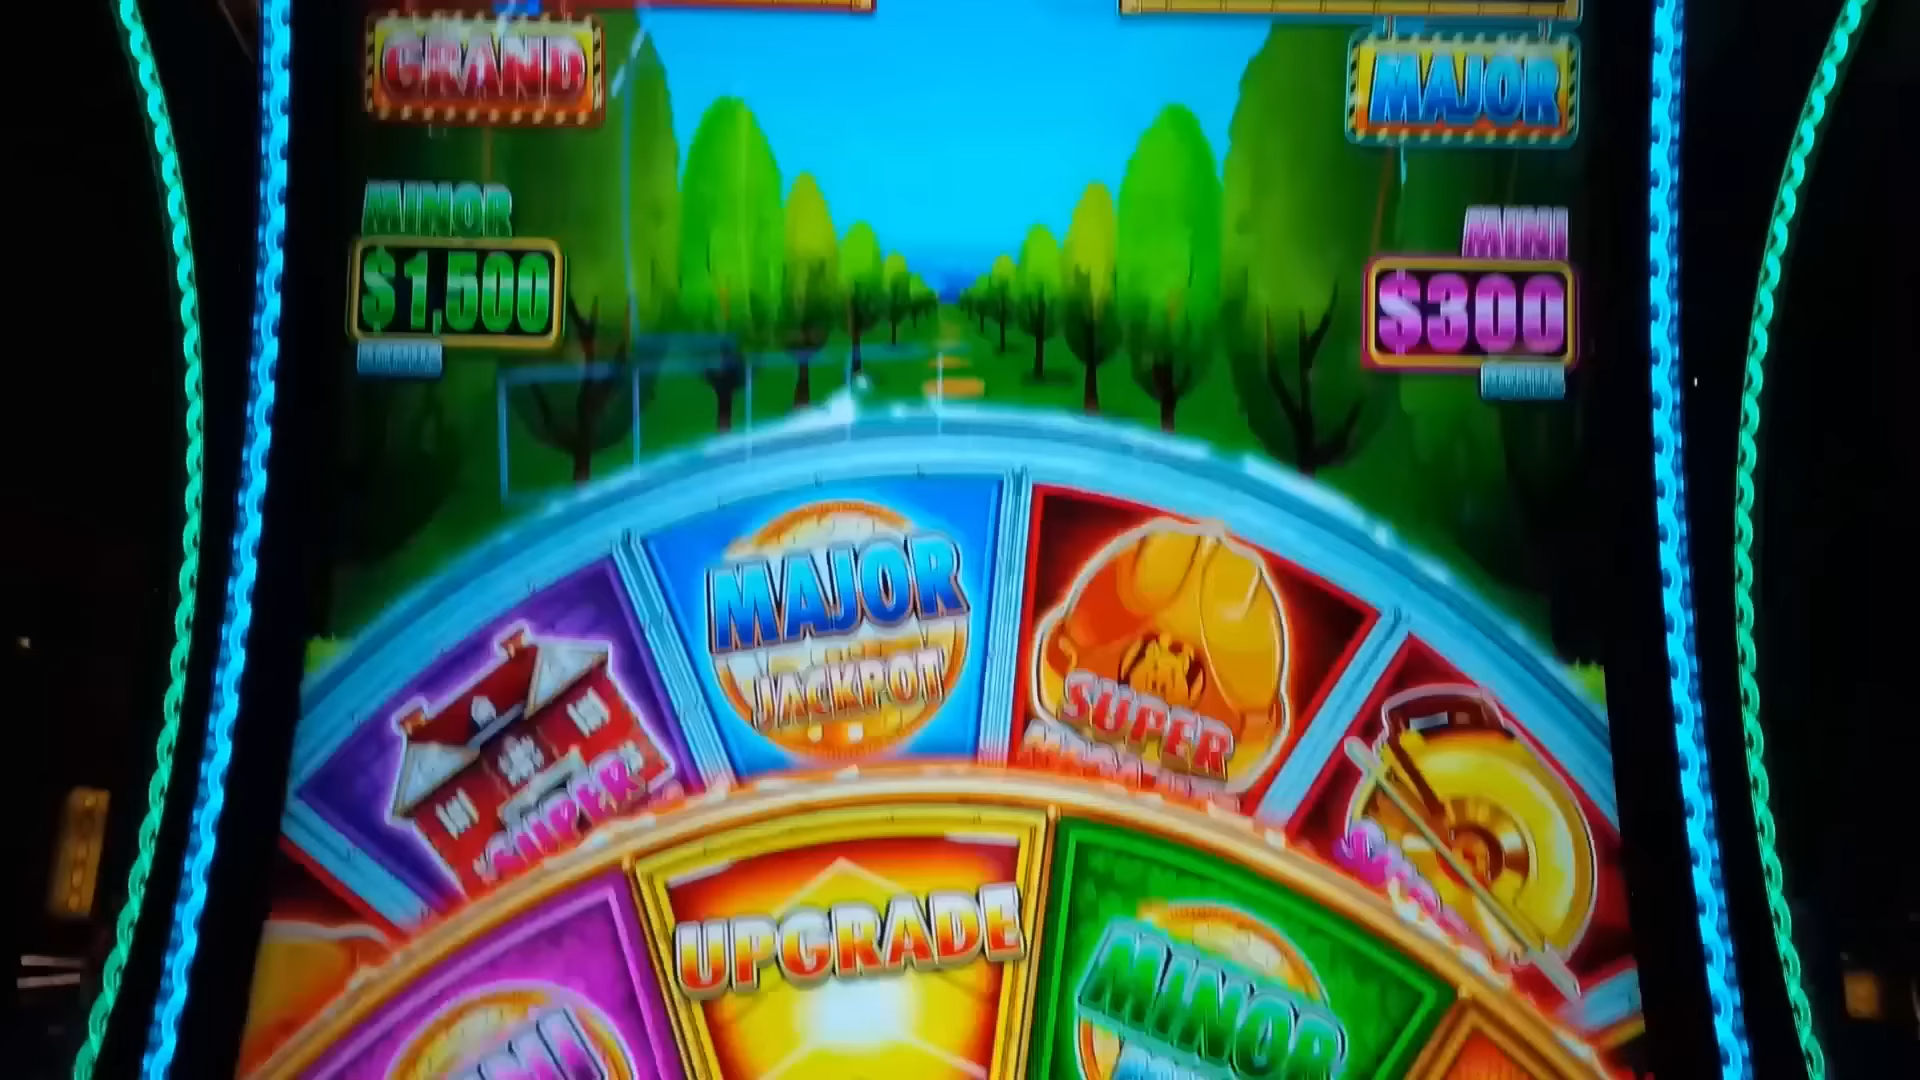 GRAND
MAJOR
MINOR
$1,500
MINI
$300
MAJOR
JACKPOT
SUPER
SUPER
UPGRADE
MINOR